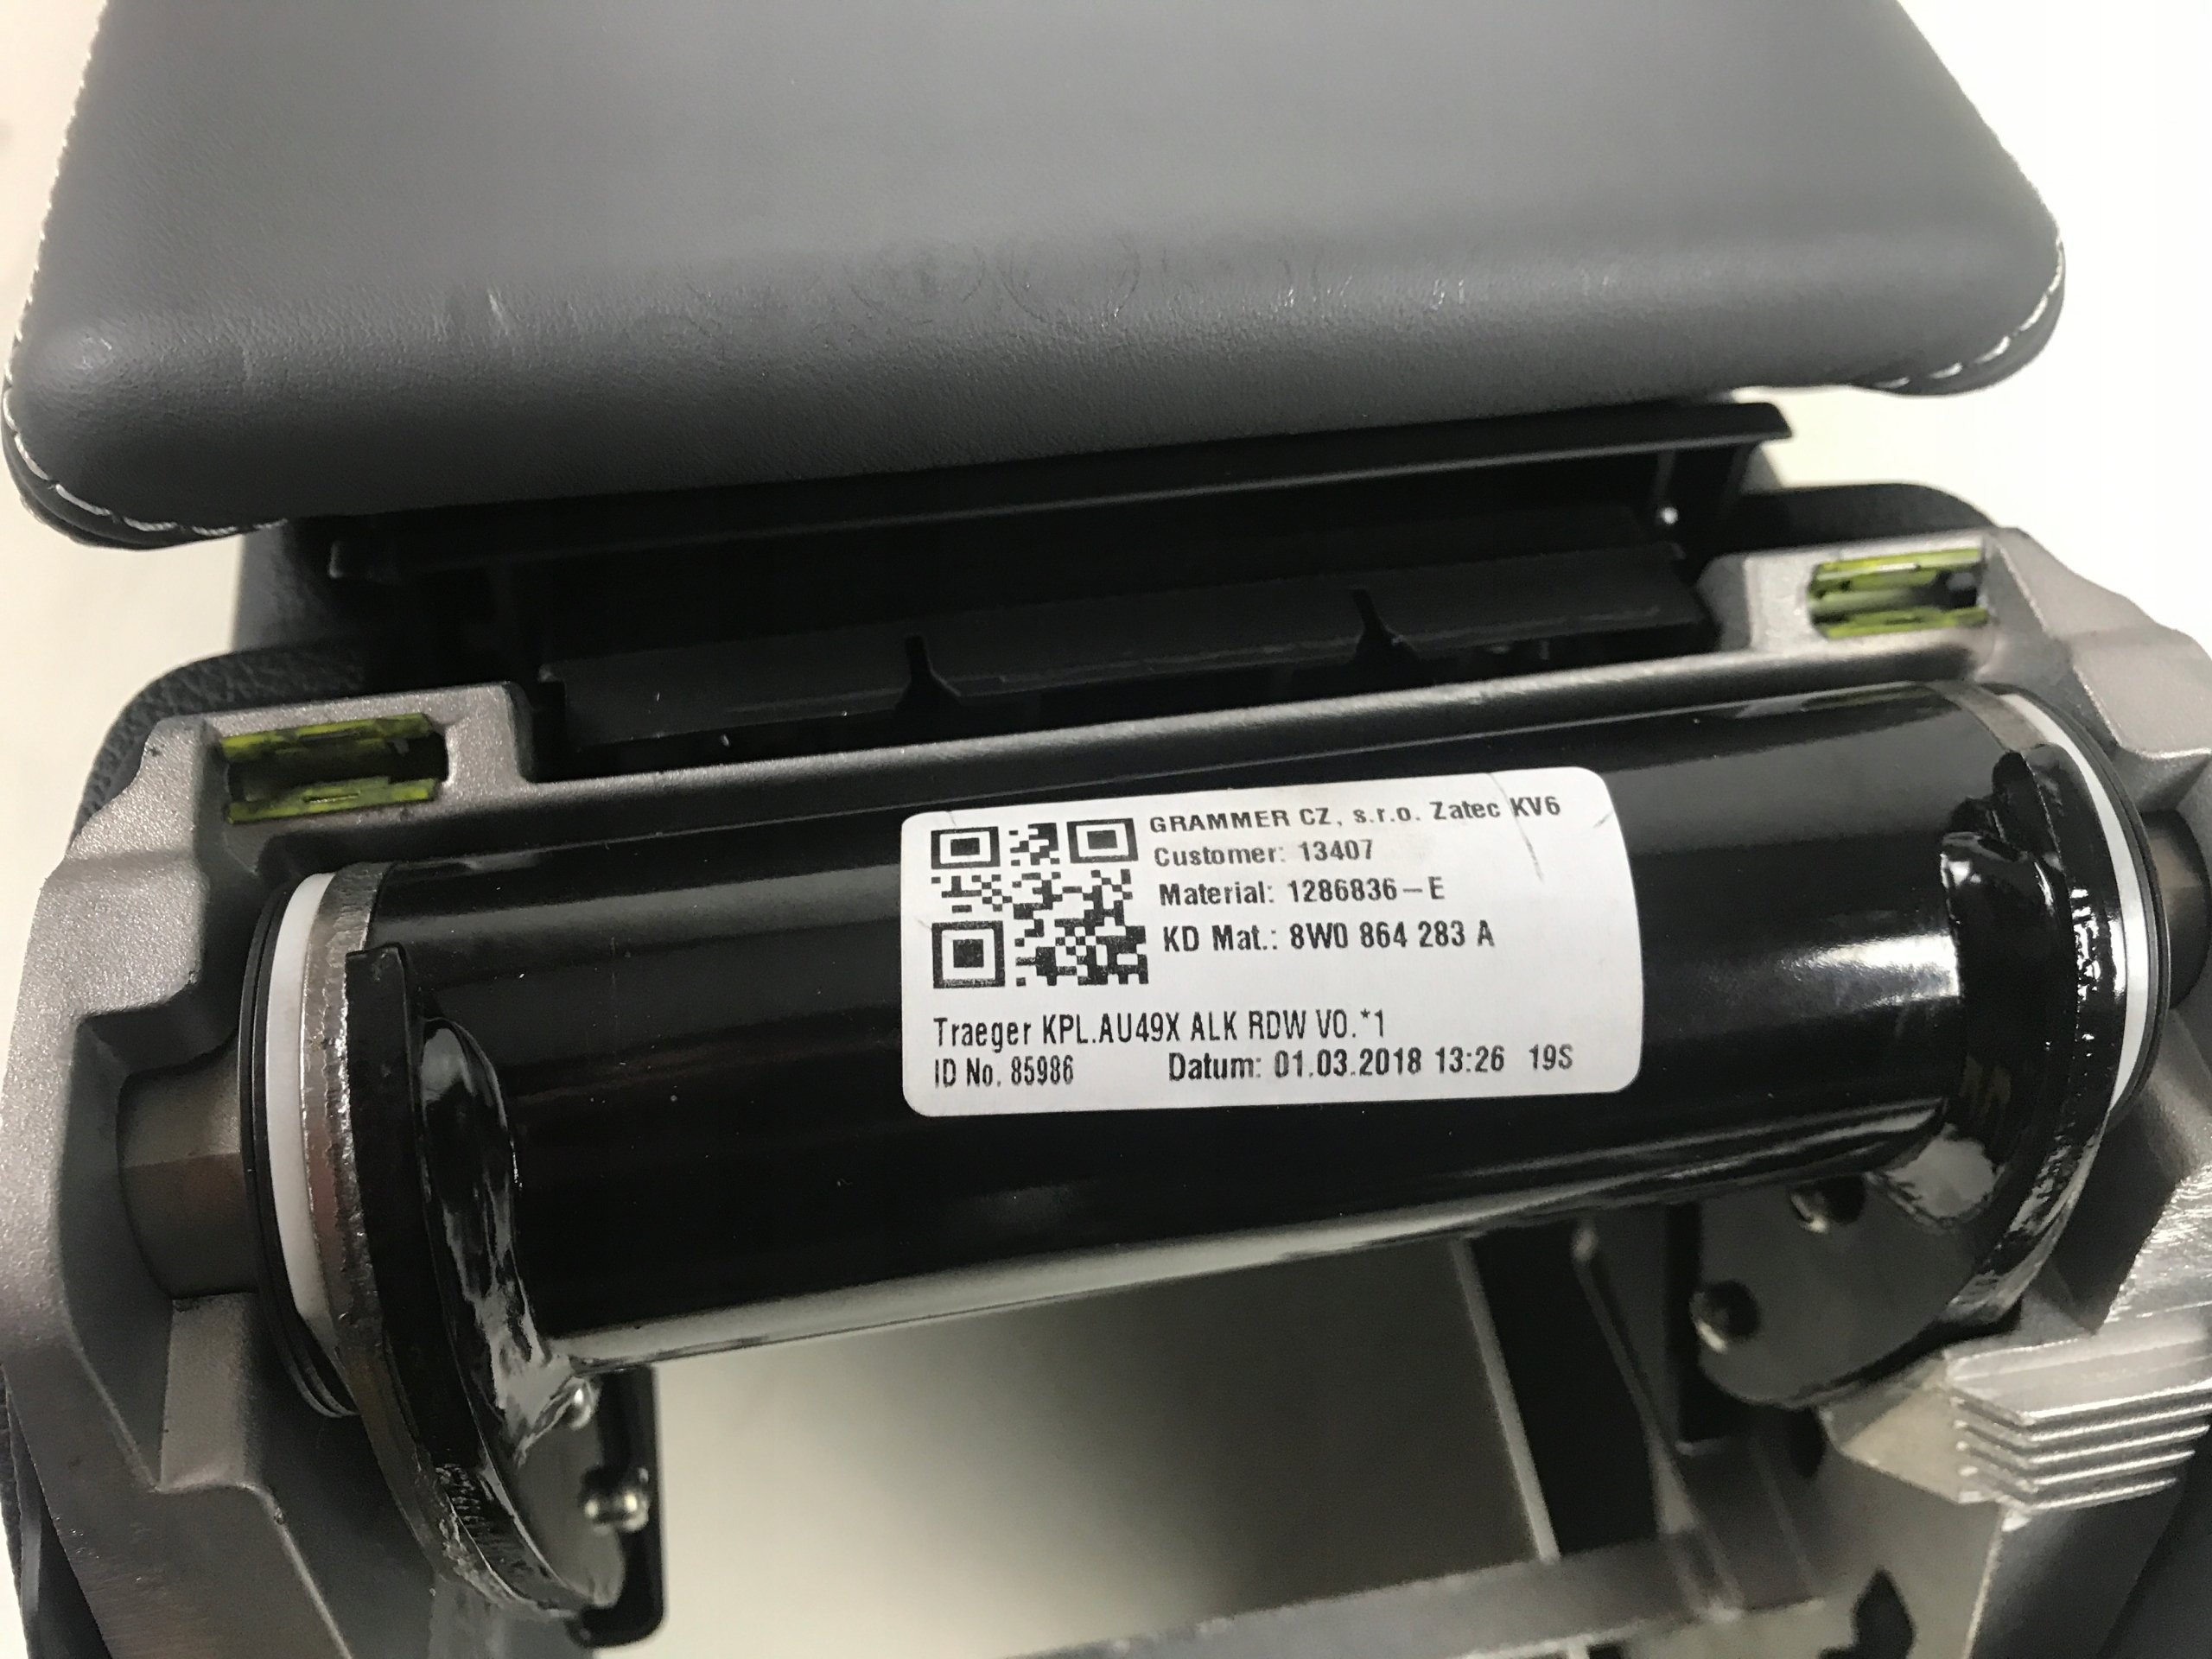 GRAMMER CZ, s.r.o. Zatec KV6
Customer: 13407
Material: 1286836-E
KD Mat.: 8W0 864 283 A
Traeger KPL.AU49X ALK RDW V0.*1
ID No. 85986 Datum: 01.03.2018 13:26 19S